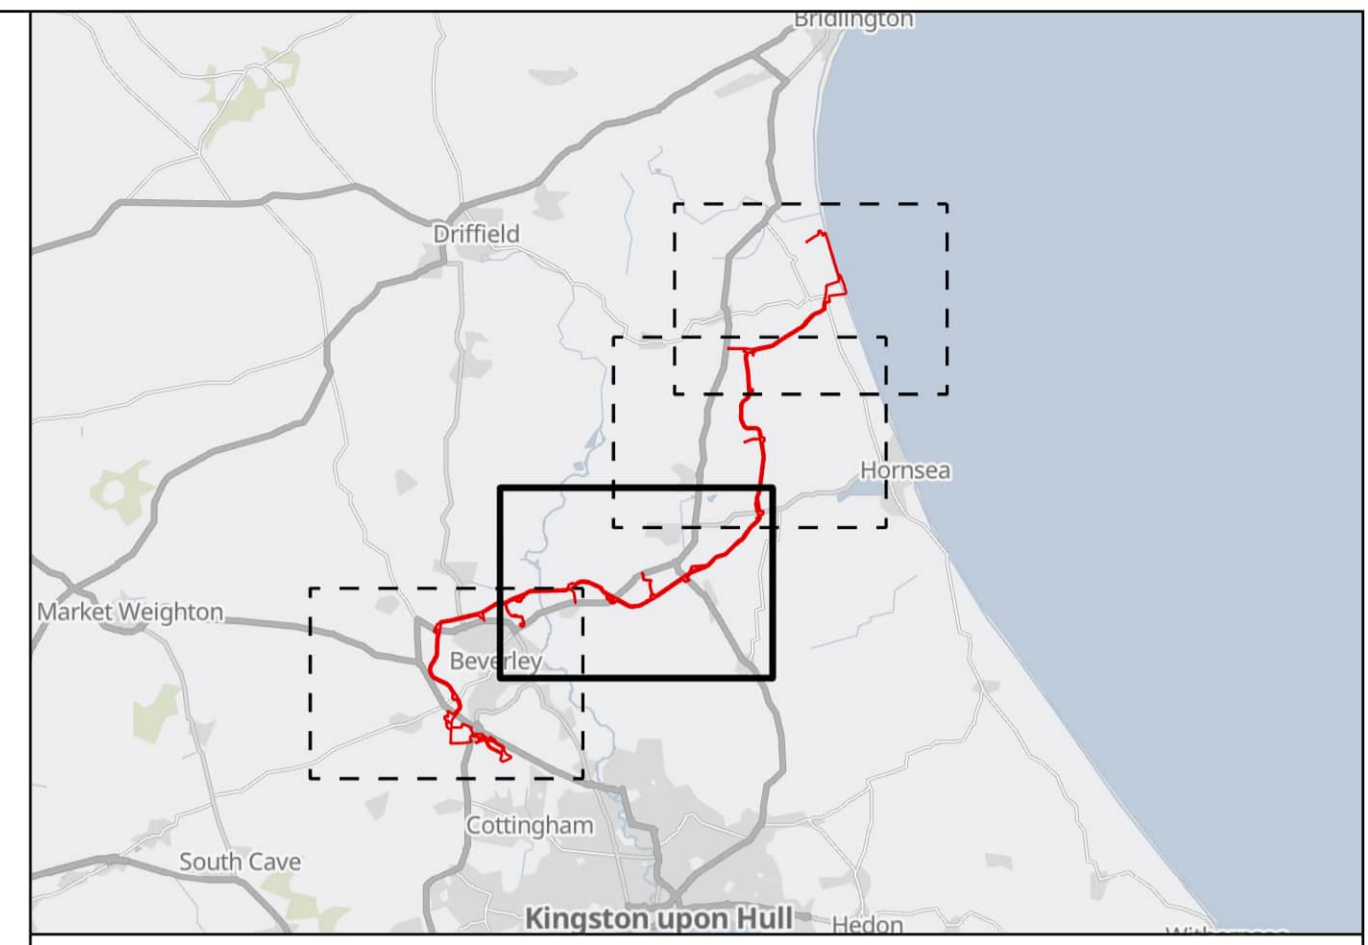 Bridlington
Driffield
Hornsea
Market Weighton
Beverley
Cottingham
South Cave
Kingston upon Hull
Hedon